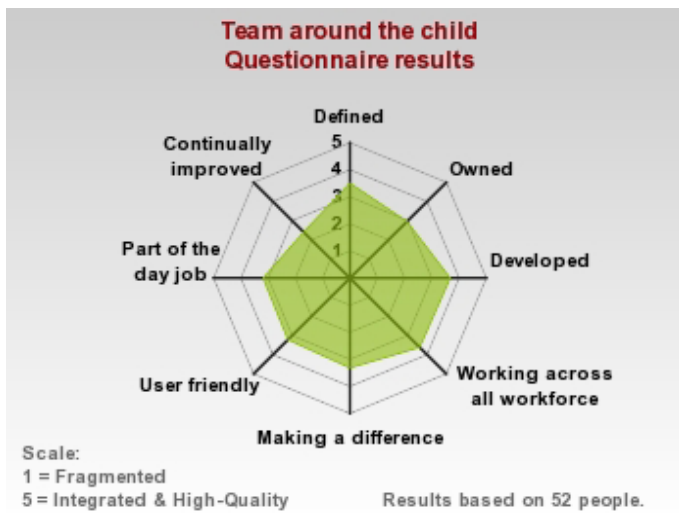 Team around the child
Questionnaire results
Defined
5
4
3
2
1
Continually
improved
Owned
Part of the
day job
Developed
User friendly
Working across
all workforce
Making a difference
Scale:
1 = Fragmented
5 = Integrated & High-Quality
Results based on 52 people.